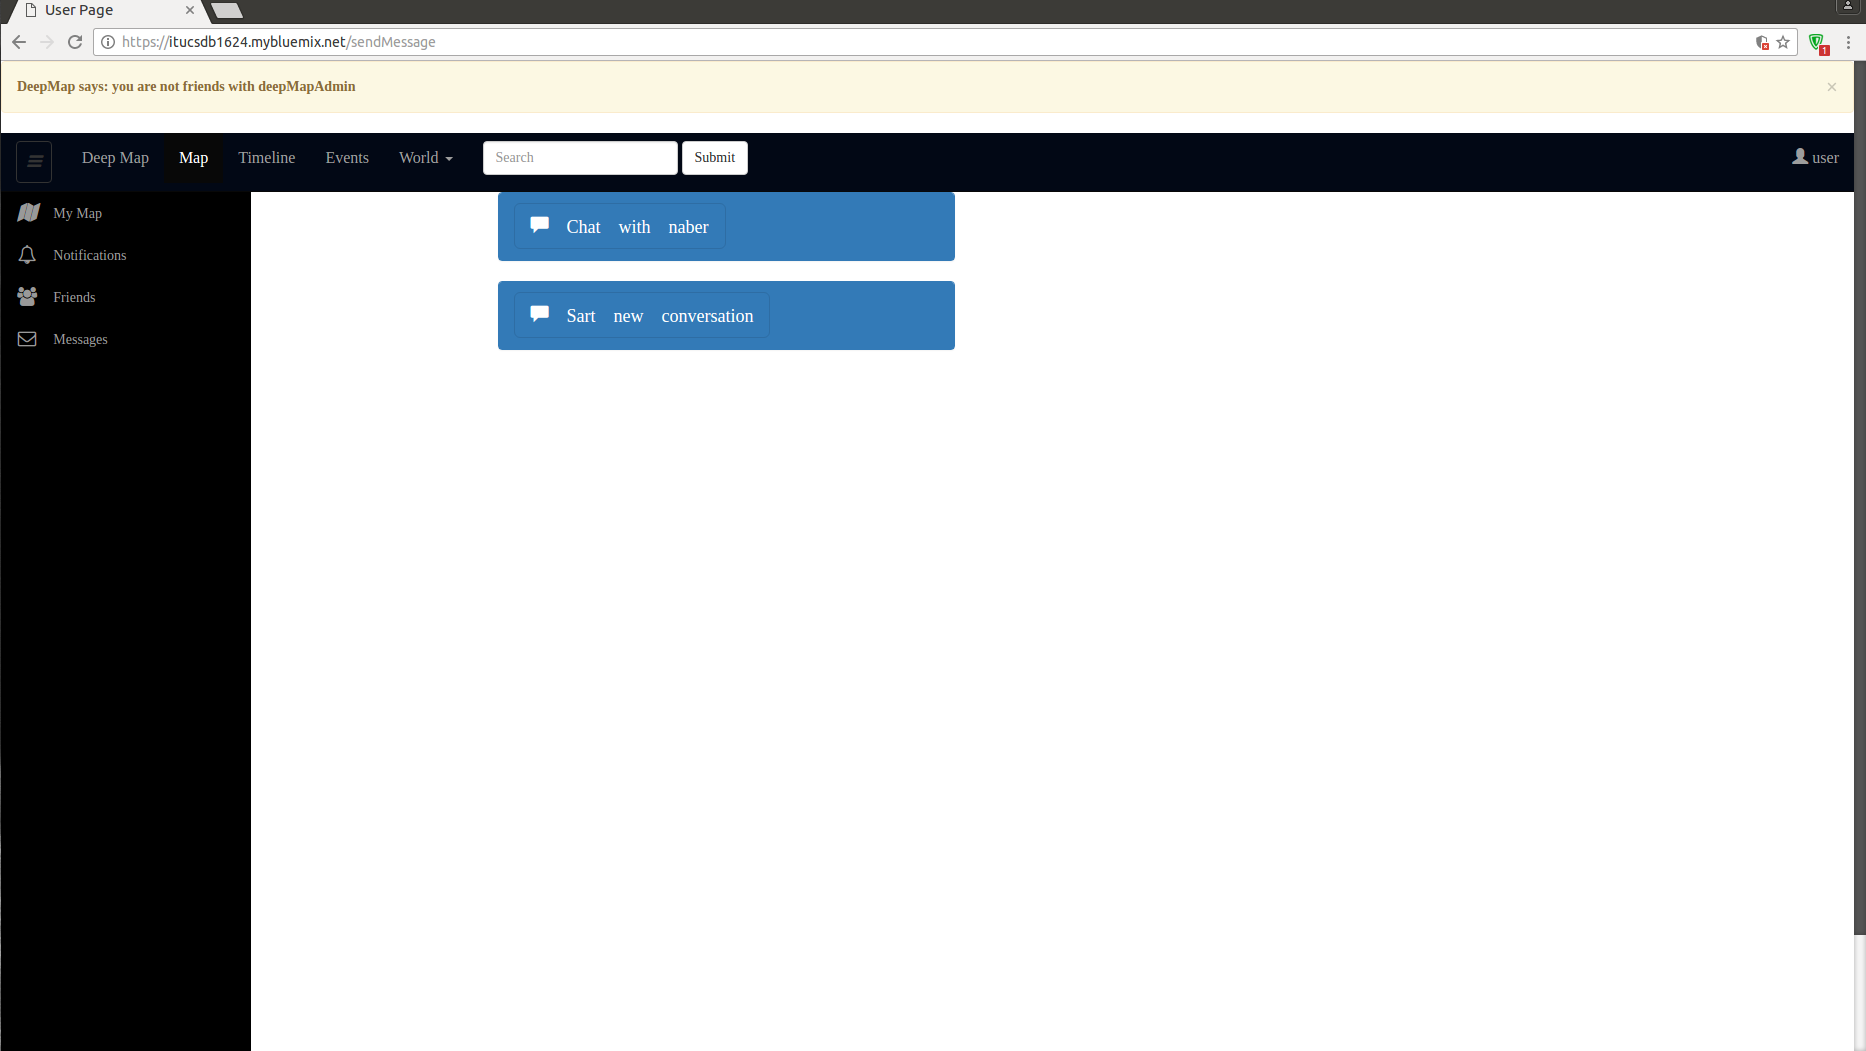 User Page
https://itucsdb1624.mybluemix.net/sendMessage
1
DeepMap says: you are not friends with deepMapAdmin
×
Deep Map Map Timeline Events World Search Submit user
My Map
Notifications
Friends
Messages
Chat with naber
Sart new conversation